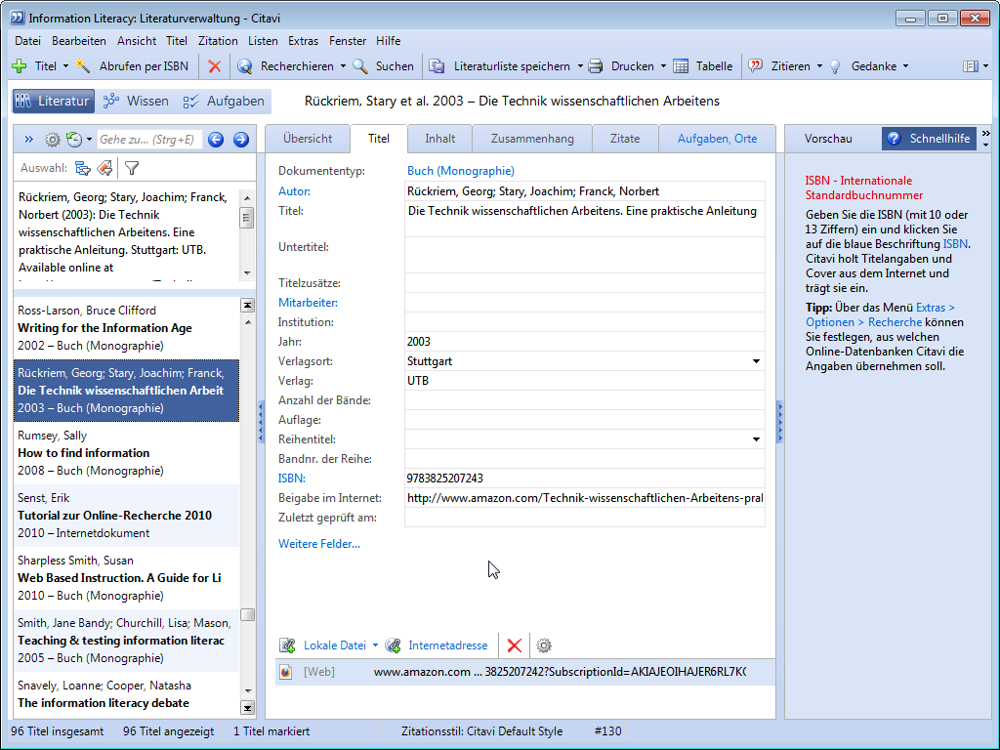 Information Literacy: Literaturverwaltung - Citavi
Datei Bearbeiten Ansicht Titel Zitation Listen Extras Fenster Hilfe
Titel Abrufen per ISBN Recherchieren Suchen Literaturliste speichern Drucken Tabelle Zitieren Gedanke
Literatur Wissen Aufgaben Rückriem, Stary et al. 2003 – Die Technik wissenschaftlichen Arbeitens
Gehe zu... (Strg+E)
Auswahl:
Rückriem, Georg; Stary, Joachim; Franck,
Norbert (2003): Die Technik
wissenschaftlichen Arbeitens. Eine
praktische Anleitung. Stuttgart: UTB.
Available online at
Ross-Larson, Bruce Clifford
Writing for the Information Age
2002 – Buch (Monographie)
Rückriem, Georg; Stary, Joachim; Franck,
Die Technik wissenschaftlichen Arbeit
2003 – Buch (Monographie)
Rumsey, Sally
How to find information
2008 – Buch (Monographie)
Senst, Erik
Tutorial zur Online-Recherche 2010
2010 – Internetdokument
Sharpless Smith, Susan
Web Based Instruction. A Guide for Li
2010 – Buch (Monographie)
Smith, Jane Bandy; Churchill, Lisa; Mason,
Teaching & testing information literac
2005 – Buch (Monographie)
Snavely, Loanne; Cooper, Natasha
The information literacy debate
Übersicht Titel Inhalt Zusammenhang Zitate Aufgaben, Orte
Dokumententyp: Buch (Monographie)
Autor: Rückriem, Georg; Stary, Joachim; Franck, Norbert
Titel: Die Technik wissenschaftlichen Arbeitens. Eine praktische Anleitung
Untertitel:
Titelzusätze:
Mitarbeiter:
Institution:
Jahr: 2003
Verlagsort: Stuttgart
Verlag: UTB
Anzahl der Bände:
Auflage:
Reihentitel:
Bandnr. der Reihe:
ISBN: 9783825207243
Beigabe im Internet: http://www.amazon.com/Technik-wissenschaftlichen-Arbeitens-pral
Zuletzt geprüft am:
Weitere Felder...
Lokale Datei Internetadresse
[Web] www.amazon.com ... 3825207242?SubscriptionId=AKIAJEOIHAJER6RL7KC
Vorschau Schnellhilfe
ISBN - Internationale
Standardbuchnummer
Geben Sie die ISBN (mit 10 oder
13 Ziffern) ein und klicken Sie
auf die blaue Beschriftung ISBN.
Citavi holt Titelangaben und
Cover aus dem Internet und
trägt sie ein.
Tipp: Über das Menü Extras >
Optionen > Recherche können
Sie festlegen, aus welchen
Online-Datenbanken Citavi die
Angaben übernehmen soll.
96 Titel insgesamt 96 Titel angezeigt 1 Titel markiert Zitationsstil: Citavi Default Style #130